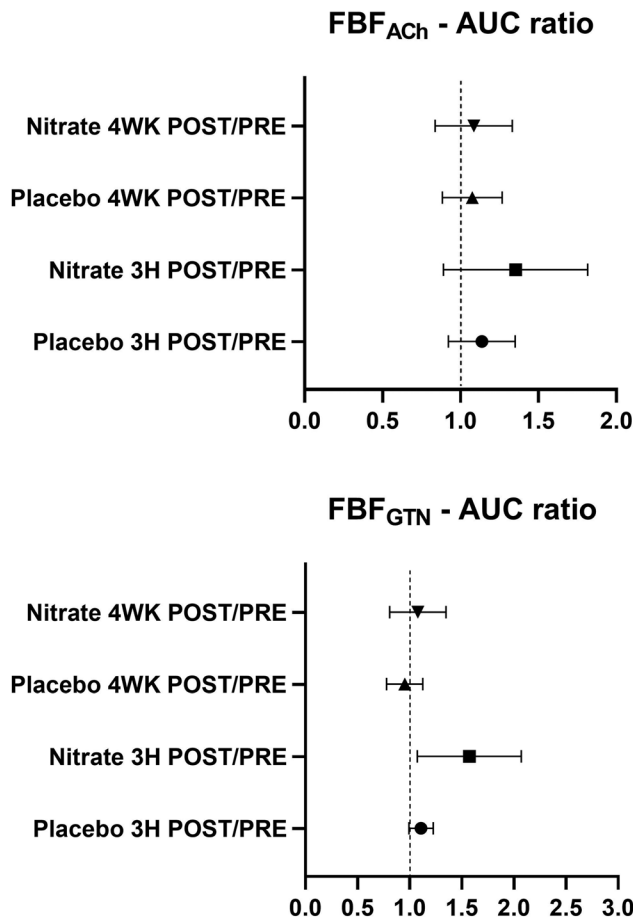 FBFACh - AUC ratio
Nitrate 4WK POST/PRE
Placebo 4WK POST/PRE
Nitrate 3H POST/PRE
Placebo 3H POST/PRE
0.0 0.5 1.0 1.5 2.0
FBFGTN - AUC ratio
Nitrate 4WK POST/PRE
Placebo 4WK POST/PRE
Nitrate 3H POST/PRE
Placebo 3H POST/PRE
0.0 0.5 1.0 1.5 2.0 2.5 3.0